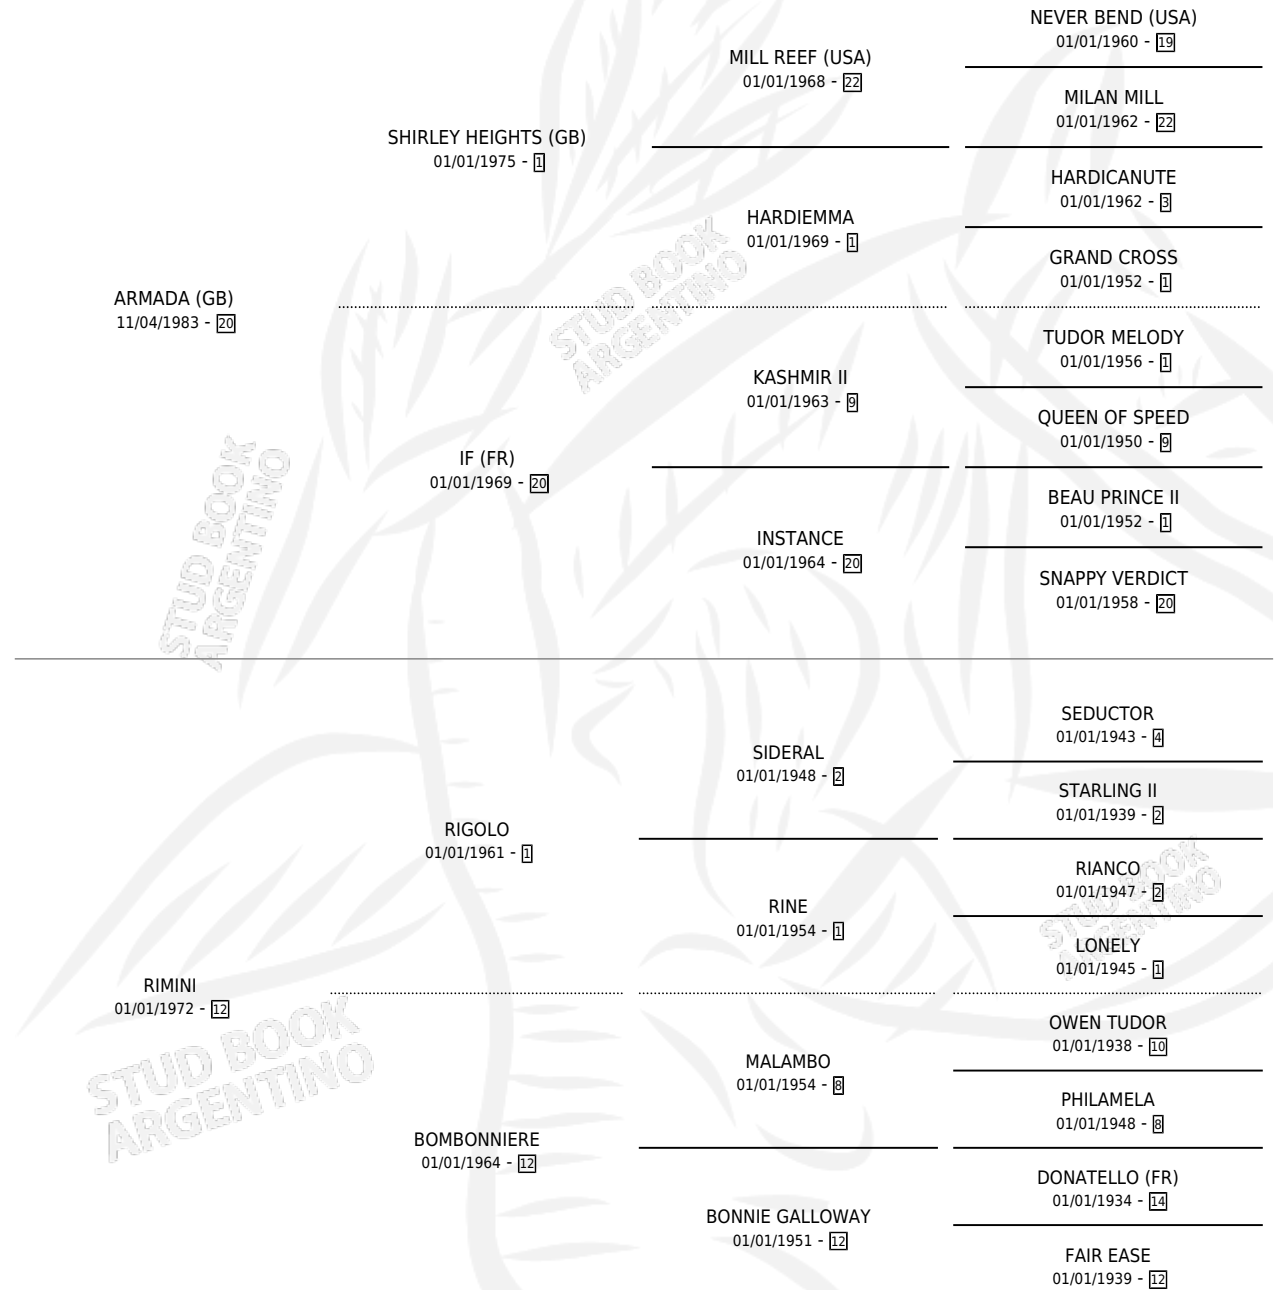 NEVER BEND (USA)
01/01/1960 - 19
MILL REEF (USA)
01/01/1968 - 22
MILAN MILL
01/01/1962 - 22
SHIRLEY HEIGHTS (GB)
01/01/1975 - 1
HARDICANUTE
01/01/1962 - 3
HARDIEMMA
01/01/1969 - 1
GRAND CROSS
01/01/1952 - 1
ARMADA (GB)
11/04/1983 - 20
STUD BOOK
ARGENTINO
TUDOR MELODY
01/01/1956 - 1
KASHMIR II
01/01/1963 - 9
QUEEN OF SPEED
01/01/1950 - 9
IF (FR)
01/01/1969 - 20
BEAU PRINCE II
01/01/1952 - 1
INSTANCE
01/01/1964 - 20
SNAPPY VERDICT
01/01/1958 - 20
STUD BOOK
ARGENTINO
SEDUCTOR
01/01/1943 - 4
SIDERAL
01/01/1948 - 2
STARLING II
01/01/1939 - 2
RIGOLO
01/01/1961 - 1
RIANCO
01/01/1947 - 2
RINE
01/01/1954 - 1
STUD BOOK
ARGENTINO
LONELY
01/01/1945 - 1
RIMINI
01/01/1972 - 12
OWEN TUDOR
01/01/1938 - 10
STUD BOOK
ARGENTINO
MALAMBO
01/01/1954 - 8
PHILAMELA
01/01/1948 - 8
BOMBONNIERE
01/01/1964 - 12
DONATELLO (FR)
01/01/1934 - 14
BONNIE GALLOWAY
01/01/1951 - 12
FAIR EASE
01/01/1939 - 12